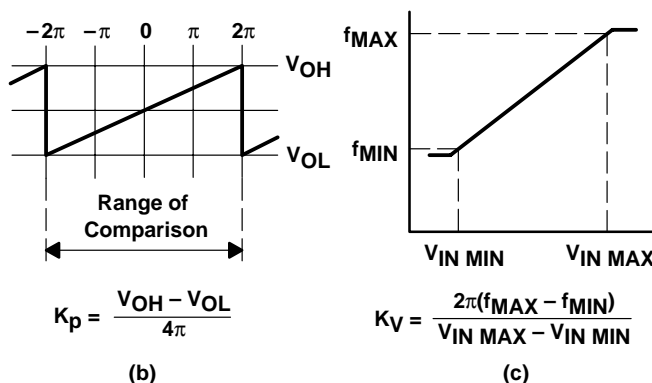 −2π −π 0 π 2π
VOH
VOL
Range of
Comparison
Kp = VOH − VOL
4π
(b)
fMAX
fMIN
VIN MIN VIN MAX
KV = 2π(fMAX − fMIN)
VIN MAX − VIN MIN
(c)